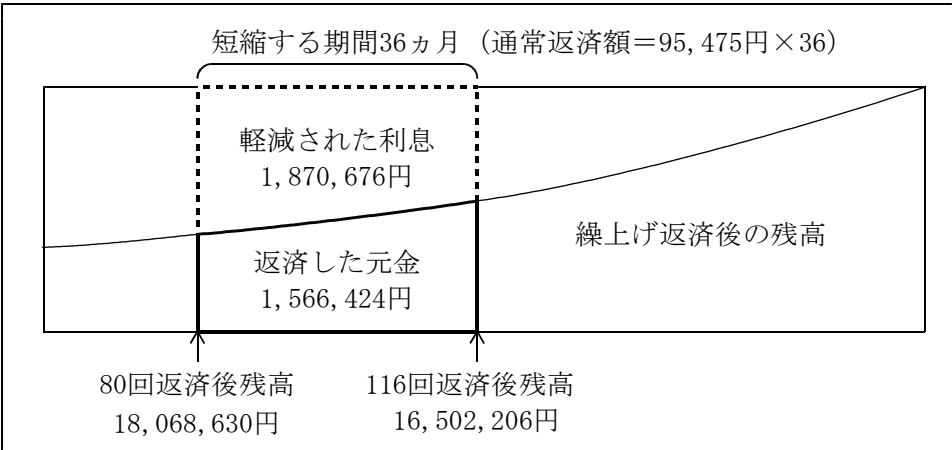 短縮する期間36ヵ月（通常返済額＝95,475円×36）
軽減された利息
1,870,676円
返済した元金
1,566,424円
繰上げ返済後の残高
80回返済後残高
18,068,630円
116回返済後残高
16,502,206円